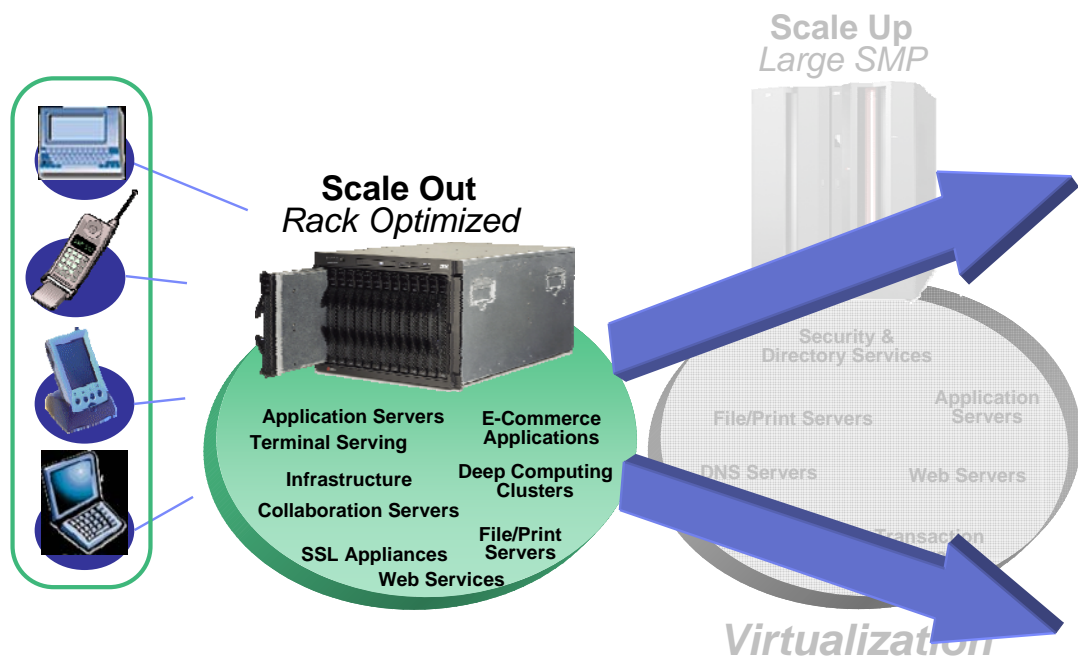 Scale Up
Large SMP
Scale Out
Rack Optimized
Application Servers
Terminal Serving
Infrastructure
Collaboration Servers
SSL Appliances
Web Services
E-Commerce
Applications
Deep Computing
Clusters
File/Print
Servers
Security &
Directory Services
File/Print Servers
Application
Servers
DNS Servers
Web Servers
Transaction
Virtualization